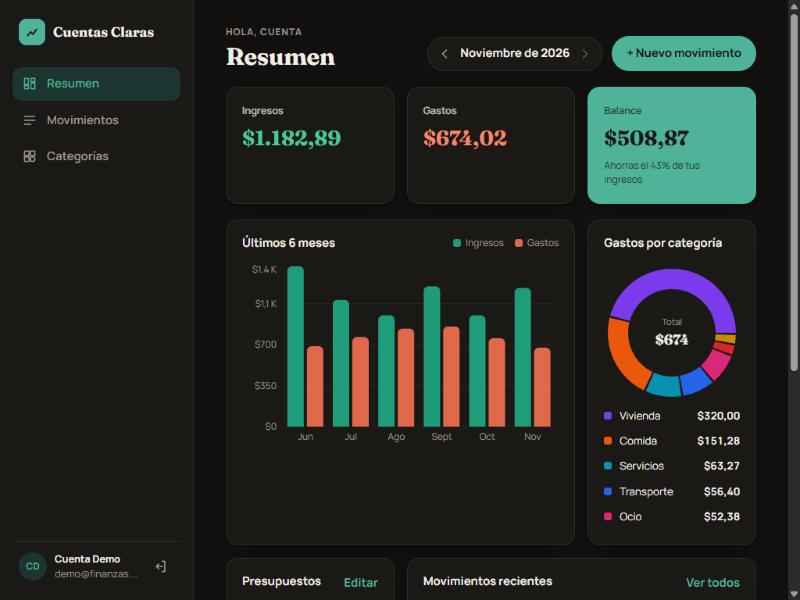 Cuentas Claras
Resumen
Movimientos
Categorías
CD
Cuenta Demo
demo@finanzas....
HOLA, CUENTA
Resumen
Noviembre de 2026
+ Nuevo movimiento
Ingresos
$1.182,89
Gastos
$674,02
Balance
$508,87
Ahorras el 43% de tus
ingresos
Últimos 6 meses
Ingresos
Gastos
$1,4 K
$1,1 K
$700
$350
$0
Jun
Jul
Ago
Sept
Oct
Nov
Gastos por categoría
Total
$674
Vivienda $320,00
Comida $151,28
Servicios $63,27
Transporte $56,40
Ocio $52,38
Presupuestos
Editar
Movimientos recientes
Ver todos